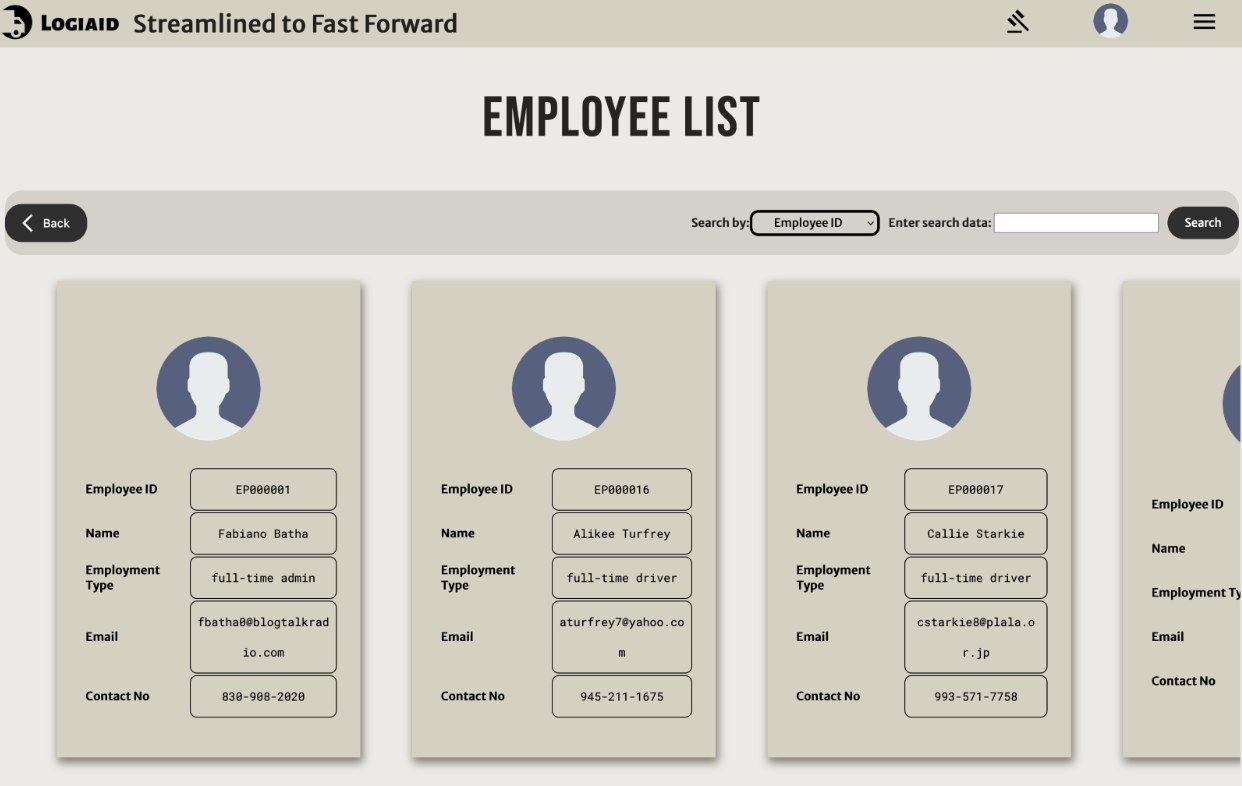 LOGIAID Streamlined to Fast Forward
EMPLOYEE LIST
Back
Search by: Employee ID Enter search data: Search
Employee ID EP000001
Name Fabiano Batha
Employment
Type full-time admin
Email fbatha0@blogtalkrad
io.com
Contact No 830-908-2020
Employee ID EP000016
Name Alikee Turfrey
Employment
Type full-time driver
Email aturfrey7@yahoo.co
m
Contact No 945-211-1675
Employee ID EP000017
Name Callie Starkie
Employment
Type full-time driver
Email cstarkie8@plala.o
r.jp
Contact No 993-571-7758
Employee ID
Name
Employment Ty
Email
Contact No